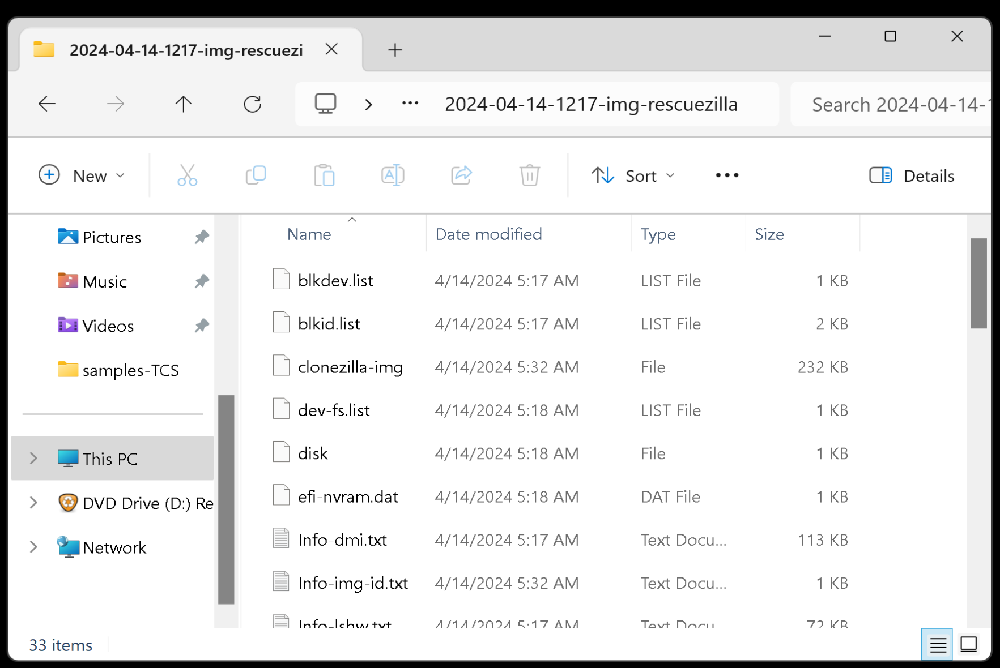 2024-04-14-1217-img-rescuezi
2024-04-14-1217-img-rescuezilla
Search 2024-04-14-1
New
Sort
Details
Pictures
Music
Videos
samples-TCS
This PC
DVD Drive (D:) Re
Network
Name Date modified Type Size
blkdev.list 4/14/2024 5:17 AM LIST File 1 KB
blkid.list 4/14/2024 5:17 AM LIST File 2 KB
clonezilla-img 4/14/2024 5:32 AM File 232 KB
dev-fs.list 4/14/2024 5:18 AM LIST File 1 KB
disk 4/14/2024 5:18 AM File 1 KB
efi-nvram.dat 4/14/2024 5:18 AM DAT File 1 KB
Info-dmi.txt 4/14/2024 5:17 AM Text Docu... 113 KB
Info-img-id.txt 4/14/2024 5:32 AM Text Docu... 1 KB
Info-lshw.txt 4/14/2024 5:17 AM Text Docu... 72 KB
33 items